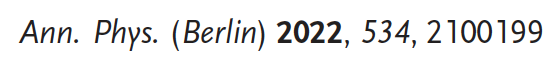 Ann. Phys. (Berlin) 2022, 534, 2100199